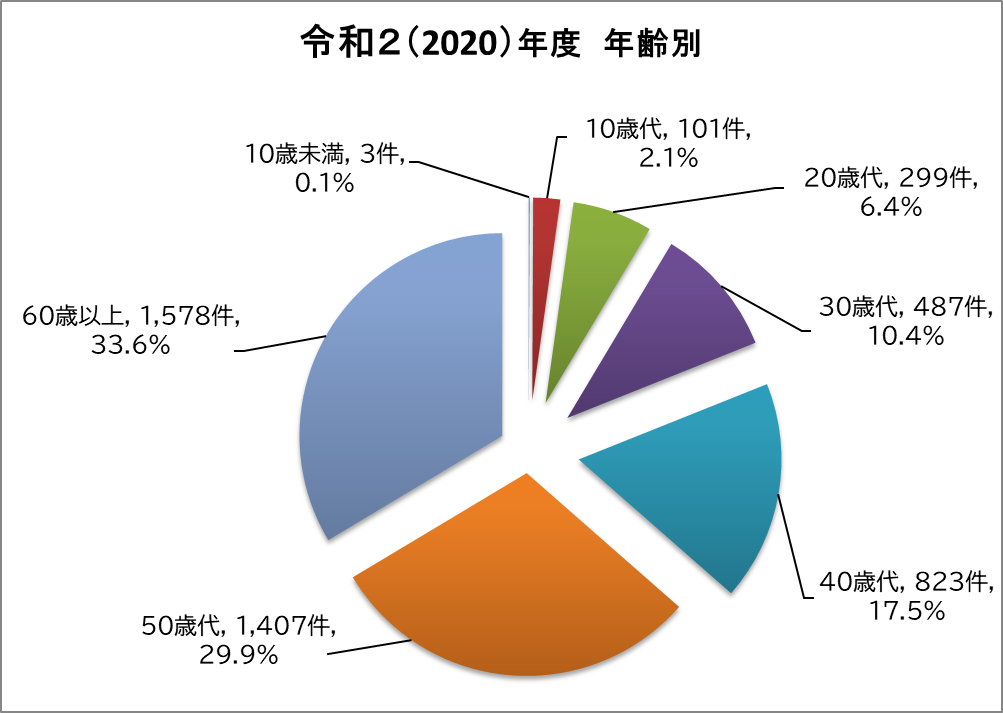 令和２（2020）年度　年齢別
10歳未満, 3件,
0.1%
10歳代, 101件,
2.1%
20歳代, 299件,
6.4%
30歳代, 487件,
10.4%
40歳代, 823件,
17.5%
50歳代, 1,407件,
29.9%
60歳以上, 1,578件,
33.6%